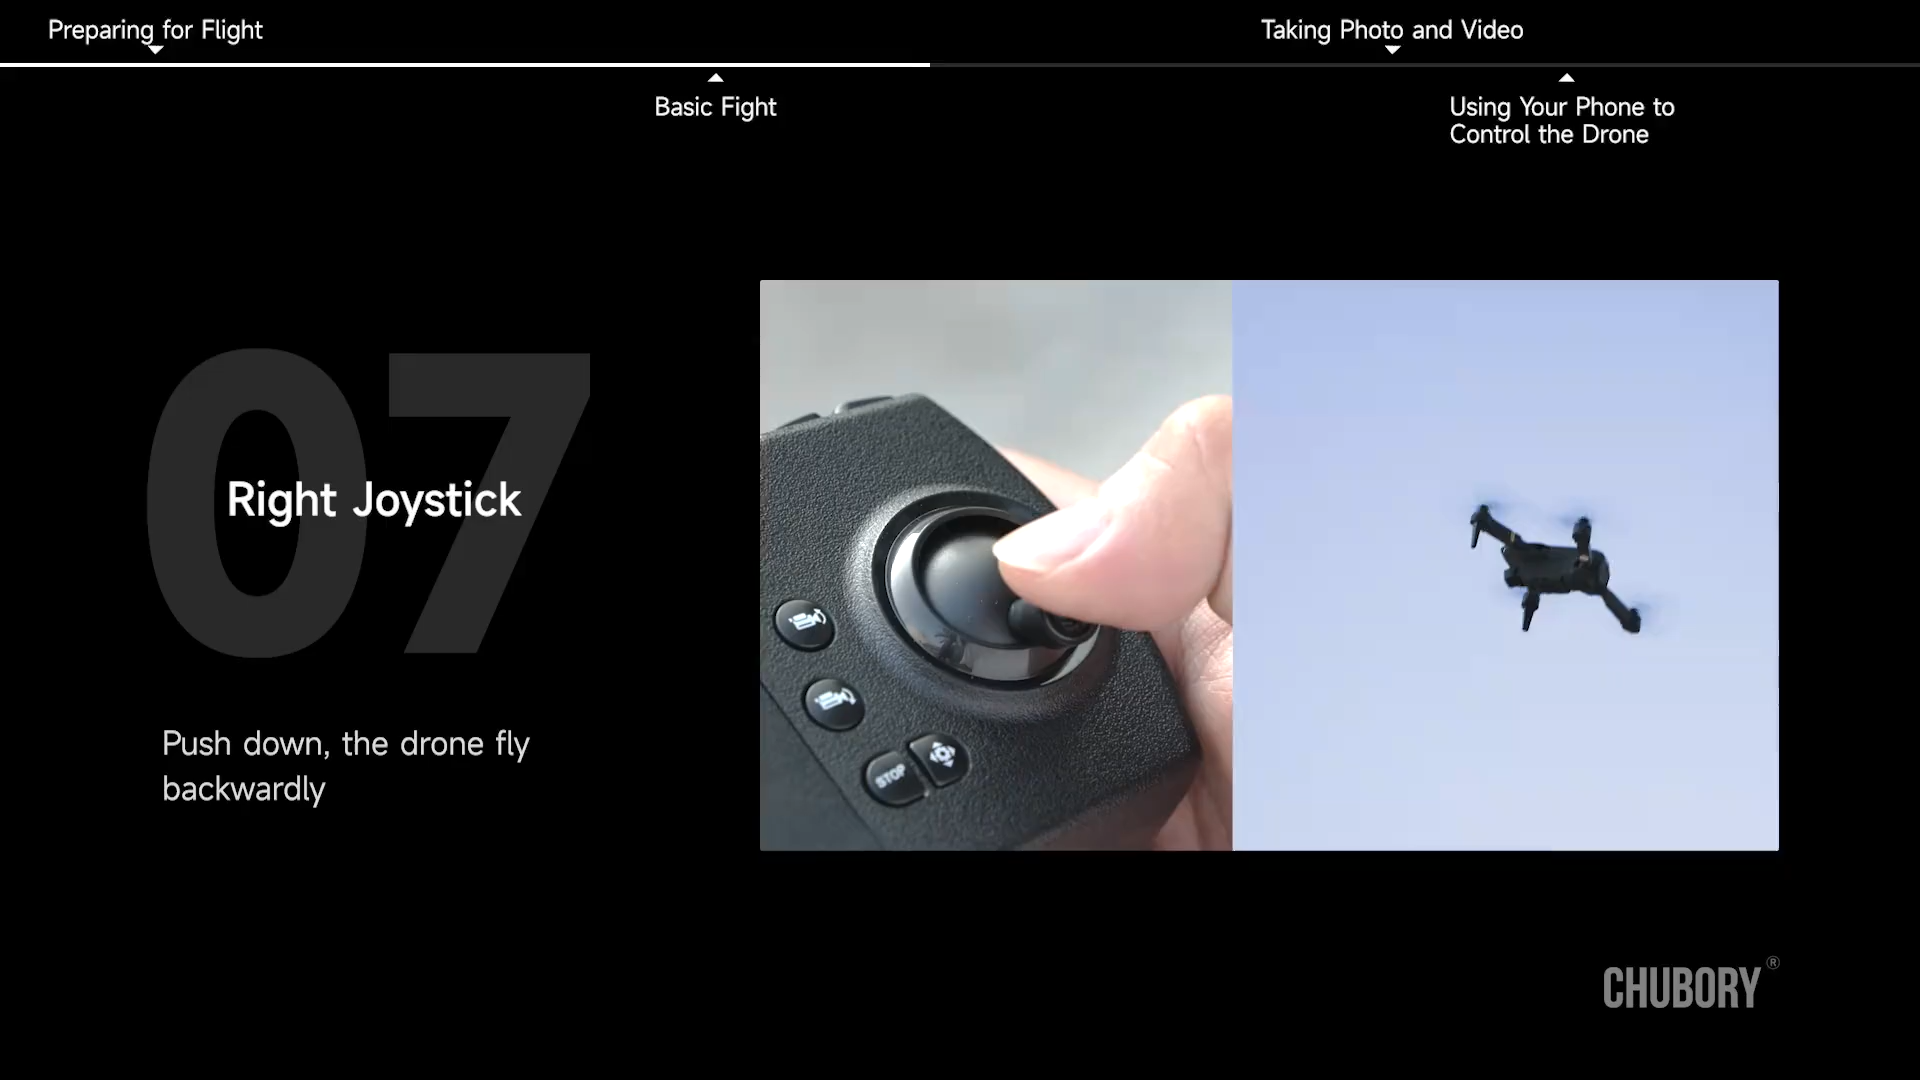 Preparing for Flight
Taking Photo and Video
Basic Fight
Using Your Phone to
Control the Drone
07
Right Joystick
Push down, the drone fly
backwardly
STOP
CHUBORY®